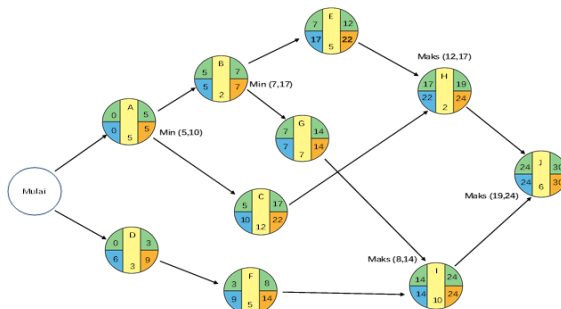 E
7 12
17 22
5
Maks (12,17)
B
5 7
5 7
2
Min (7,17)
H
17 19
22 24
2
A
0 5
0 5
5
Min (5,10)
G
7 14
7 14
7
J
24 30
24 30
6
Mulai
Maks (19,24)
C
5 17
10 22
12
D
0 3
6 9
3
Maks (8,14)
F
3 8
9 14
5
I
14 24
14 24
10